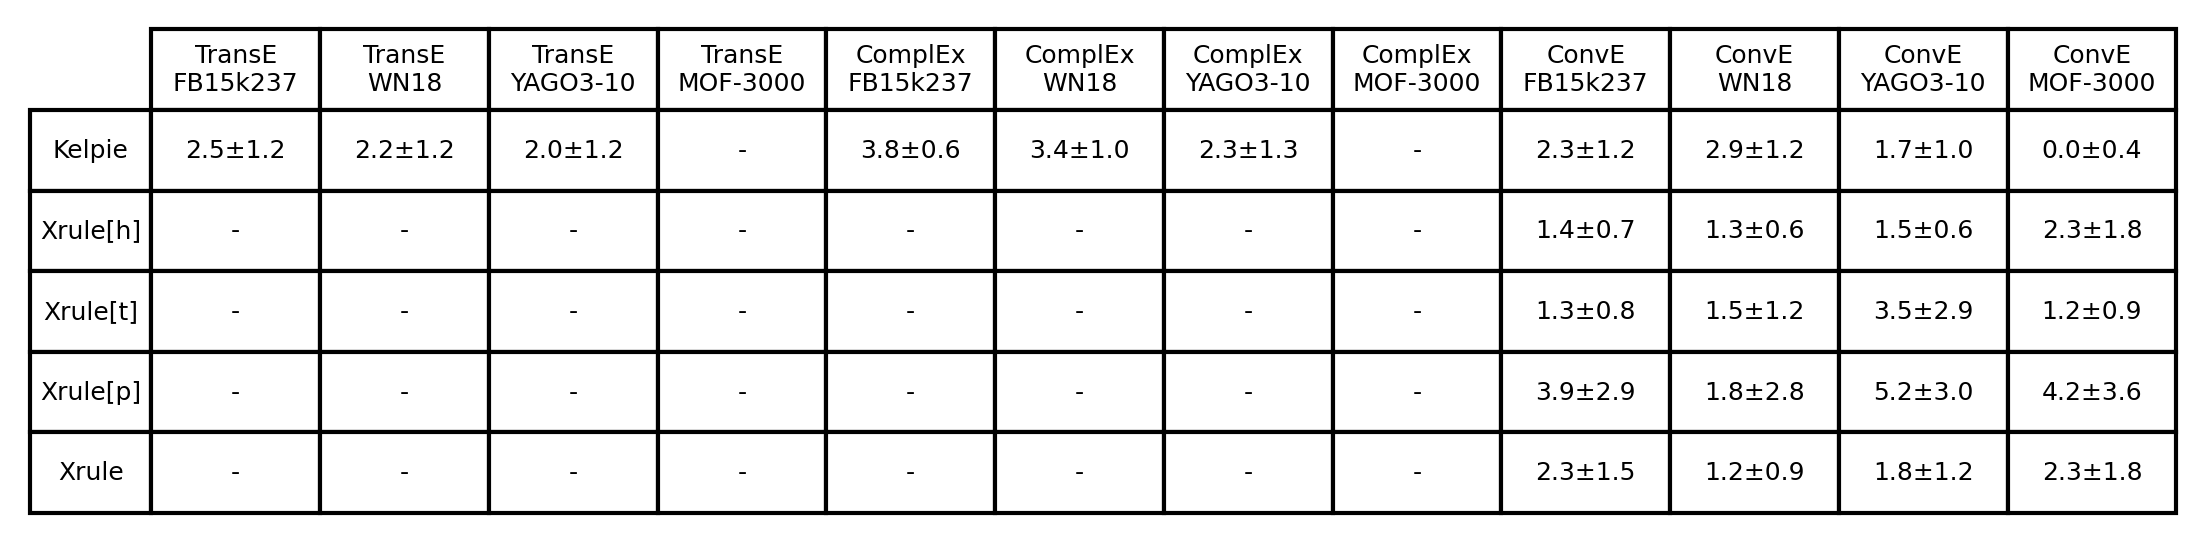 TransE TransE TransE TransE ComplEx ComplEx ComplEx ComplEx ConvE ConvE ConvE ConvE
FB15k237 WN18 YAGO3-10 MOF-3000 FB15k237 WN18 YAGO3-10 MOF-3000 FB15k237 WN18 YAGO3-10 MOF-3000
Kelpie 2.5±1.2 2.2±1.2 2.0±1.2 - 3.8±0.6 3.4±1.0 2.3±1.3 - 2.3±1.2 2.9±1.2 1.7±1.0 0.0±0.4
Xrule[h] - - - - - - - - 1.4±0.7 1.3±0.6 1.5±0.6 2.3±1.8
Xrule[t] - - - - - - - - 1.3±0.8 1.5±1.2 3.5±2.9 1.2±0.9
Xrule[p] - - - - - - - - 3.9±2.9 1.8±2.8 5.2±3.0 4.2±3.6
Xrule - - - - - - - - 2.3±1.5 1.2±0.9 1.8±1.2 2.3±1.8